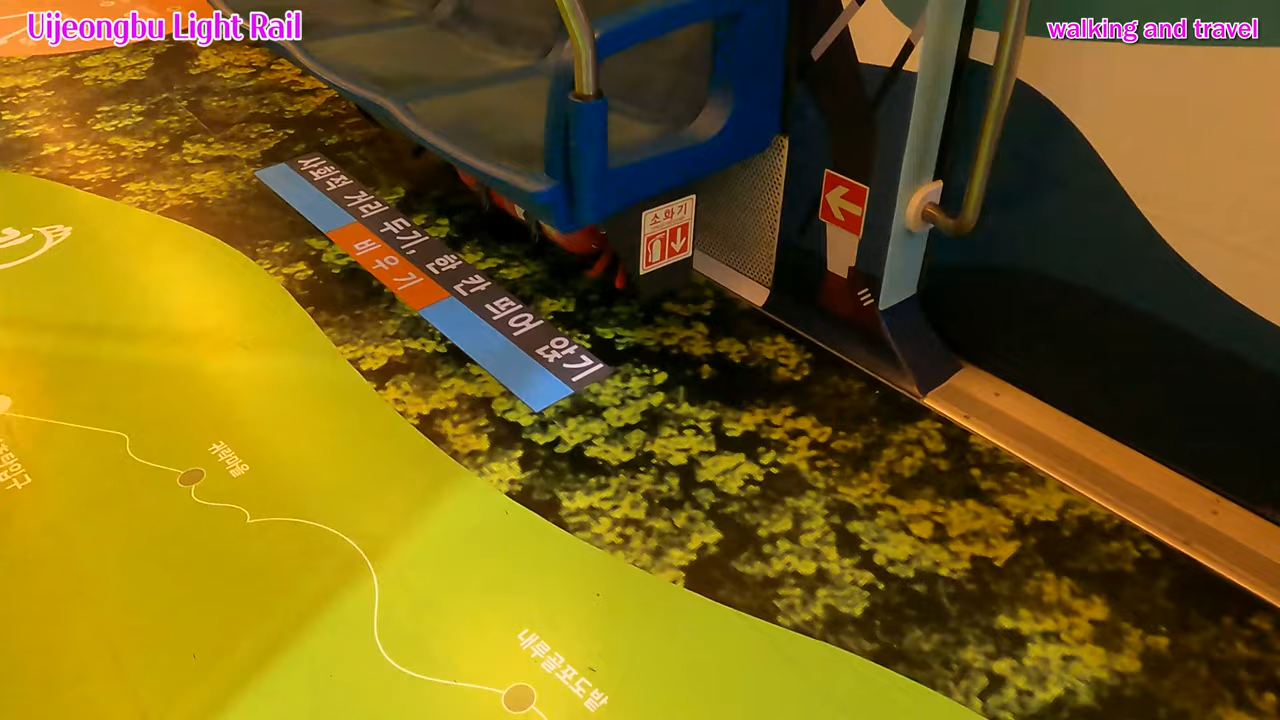 Uijeongbu Light Rail
walking and travel
사회적 거리 두기, 한 칸 띄어 앉기
비우기
소화기
귀락마을
내루골포도밭